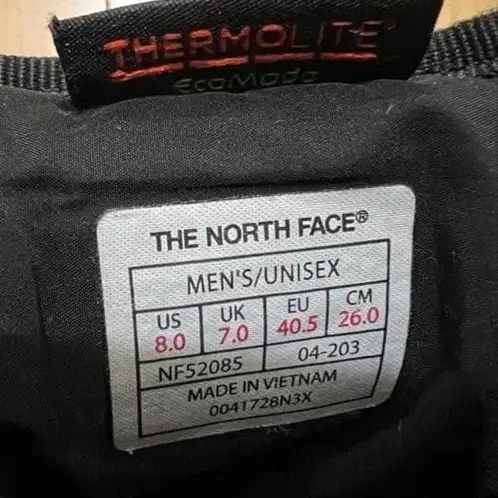 THERMOLITE®
EcoMade
THE NORTH FACE®
MEN'S/UNISEX
US UK EU CM
8.0 7.0 40.5 26.0
NF52085 04-203
MADE IN VIETNAM
0041728N3X